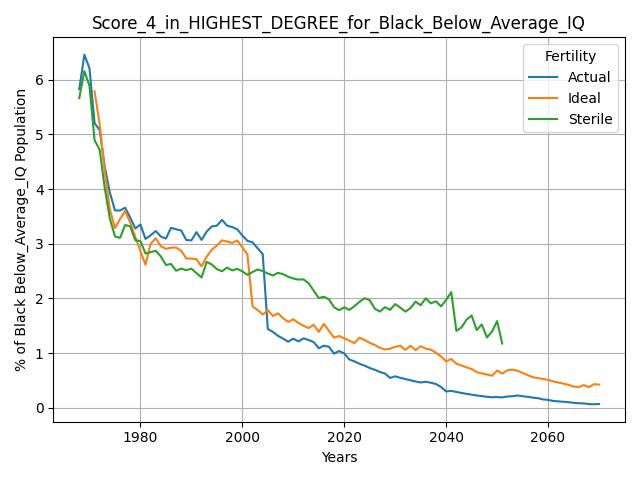 Score_4_in_HIGHEST_DEGREE_for_Black_Below_Average_IQ
Fertility
Actual
Ideal
Sterile
% of Black Below_Average_IQ Population
6
5
4
3
2
1
0
1980 2000 2020 2040 2060
Years